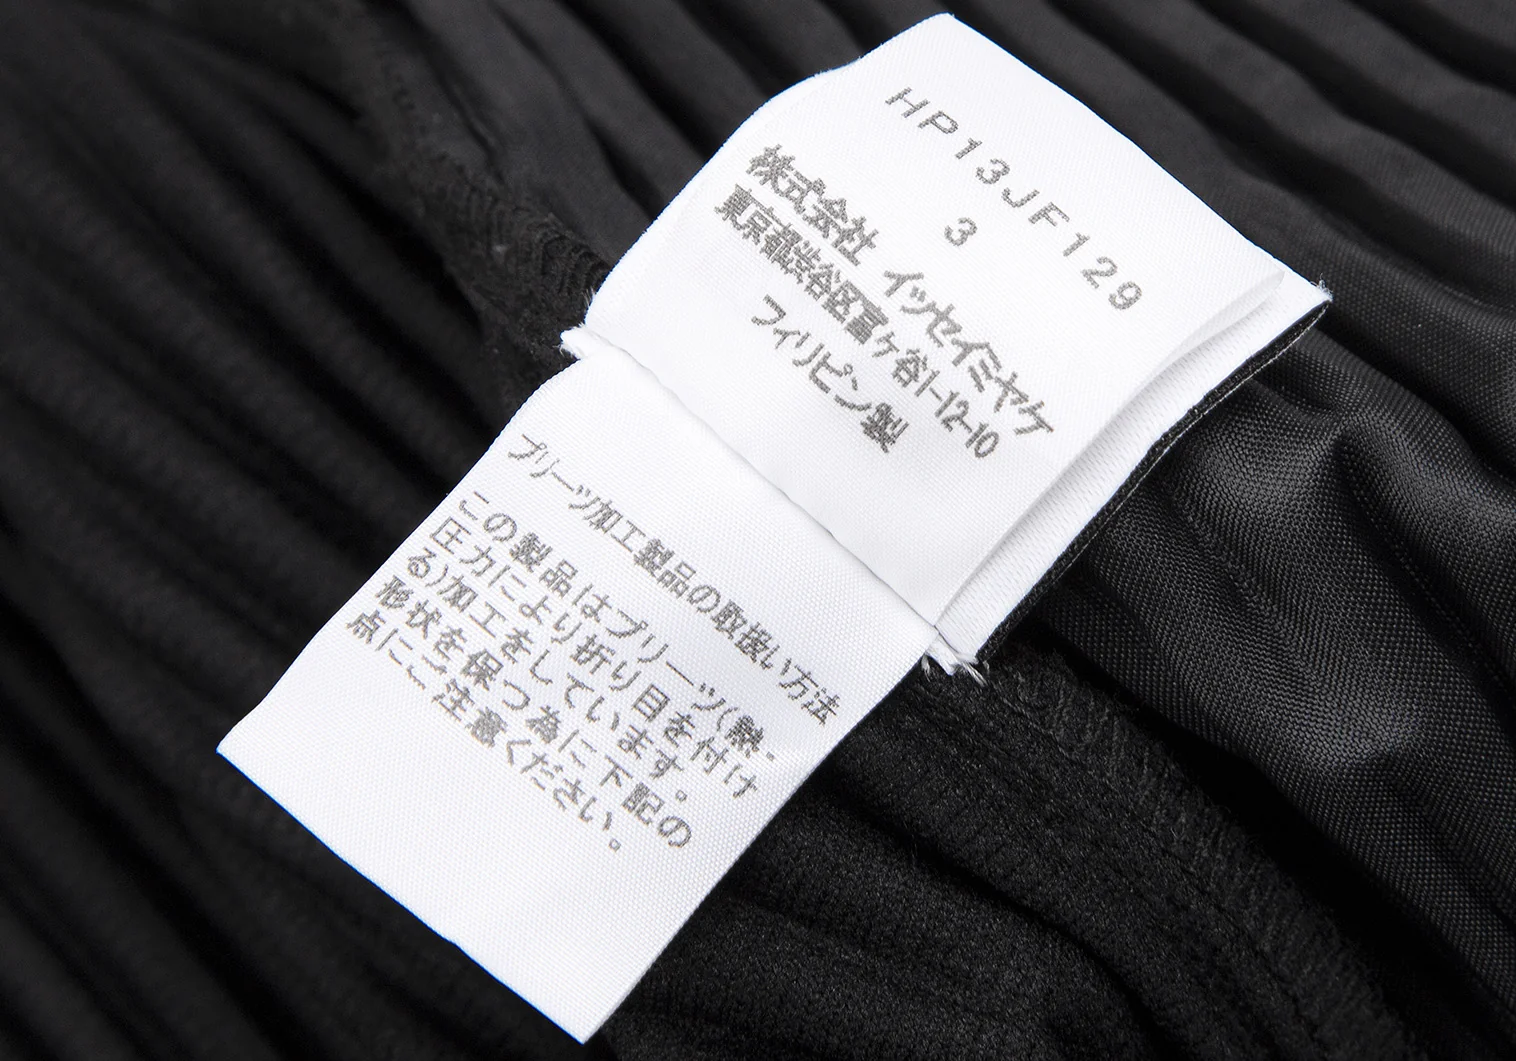 HP13JF129
3
株式会社 イッセイミヤケ
東京都渋谷区富ヶ谷1-12-10
フィリピン製
プリーツ加工製品の取扱い方法
この製品はプリーツ(熱・
圧力により折り目を付け
る)加工をしています。
形状を保つ為に下記の
点にご注意ください。